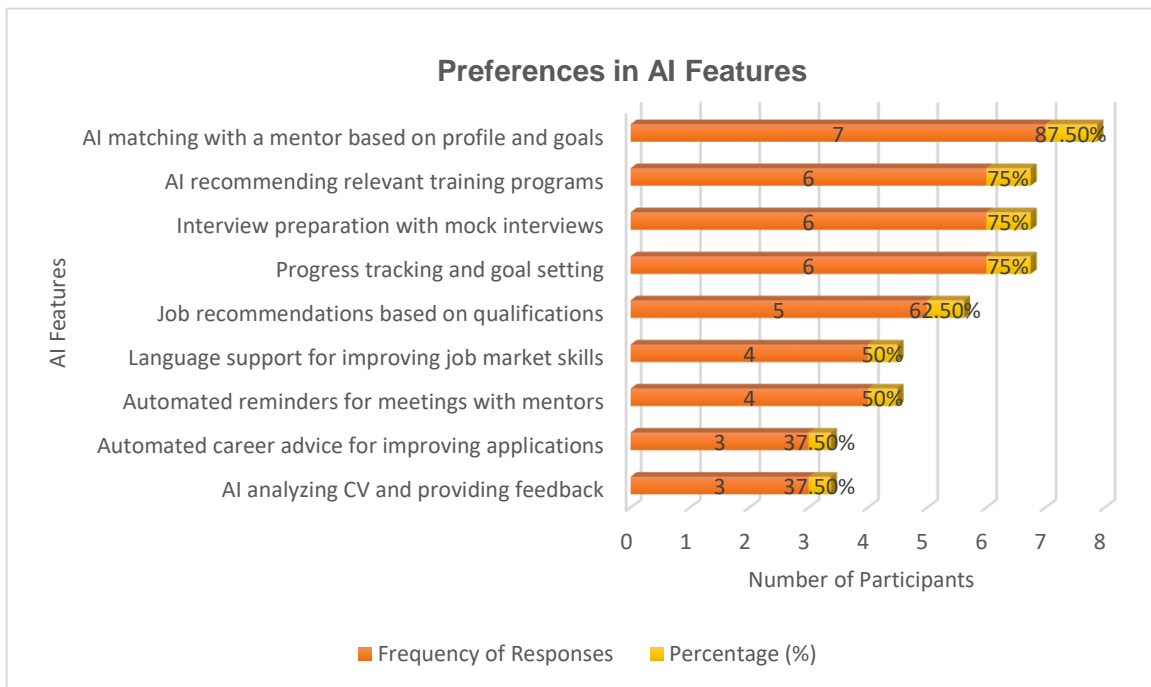 Preferences in AI Features
AI Features
AI matching with a mentor based on profile and goals 7 87.50%
AI recommending relevant training programs 6 75%
Interview preparation with mock interviews 6 75%
Progress tracking and goal setting 6 75%
Job recommendations based on qualifications 5 62.50%
Language support for improving job market skills 4 50%
Automated reminders for meetings with mentors 4 50%
Automated career advice for improving applications 3 37.50%
AI analyzing CV and providing feedback 3 37.50%
0 1 2 3 4 5 6 7 8
Number of Participants
Frequency of Responses Percentage (%)